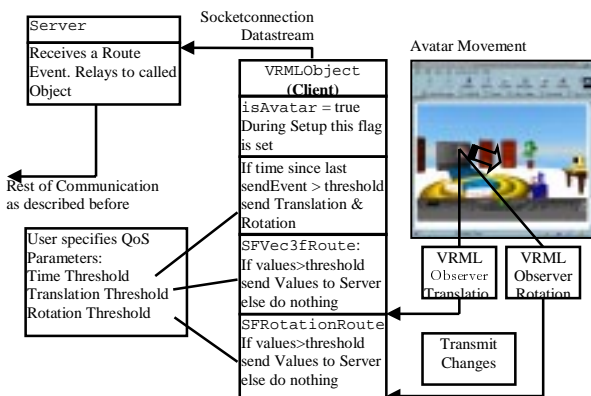 Socketconnection
Datastream
Server
Receives a Route
Event. Relays to called
Object
Rest of Communication
as described before
User specifies QoS
Parameters:
Time Threshold
Translation Threshold
Rotation Threshold
VRMLObject
(Client)
isAvatar = true
During Setup this flag
is set
If time since last
sendEvent > threshold
send Translation &
Rotation
SFVec3fRoute:
If values>threshold
send Values to Server
else do nothing
SFRotationRoute
If values>threshold
send Values to Server
else do nothing
Avatar Movement
VRML
Observer
Translatio
VRML
Observer
Rotation
Transmit
Changes